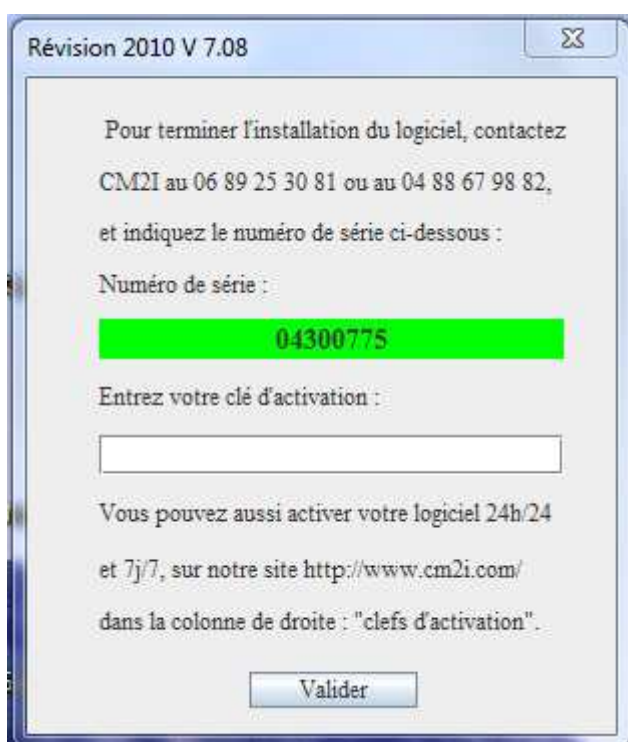 Révision 2010 V 7.08
Pour terminer l'installation du logiciel, contactez
CM2I au 06 89 25 30 81 ou au 04 88 67 98 82,
et indiquez le numéro de série ci-dessous :
Numéro de série :
04300775
Entrez votre clé d'activation :
Vous pouvez aussi activer votre logiciel 24h/24
et 7j/7, sur notre site http://www.cm2i.com/
dans la colonne de droite : "clefs d'activation".
Valider